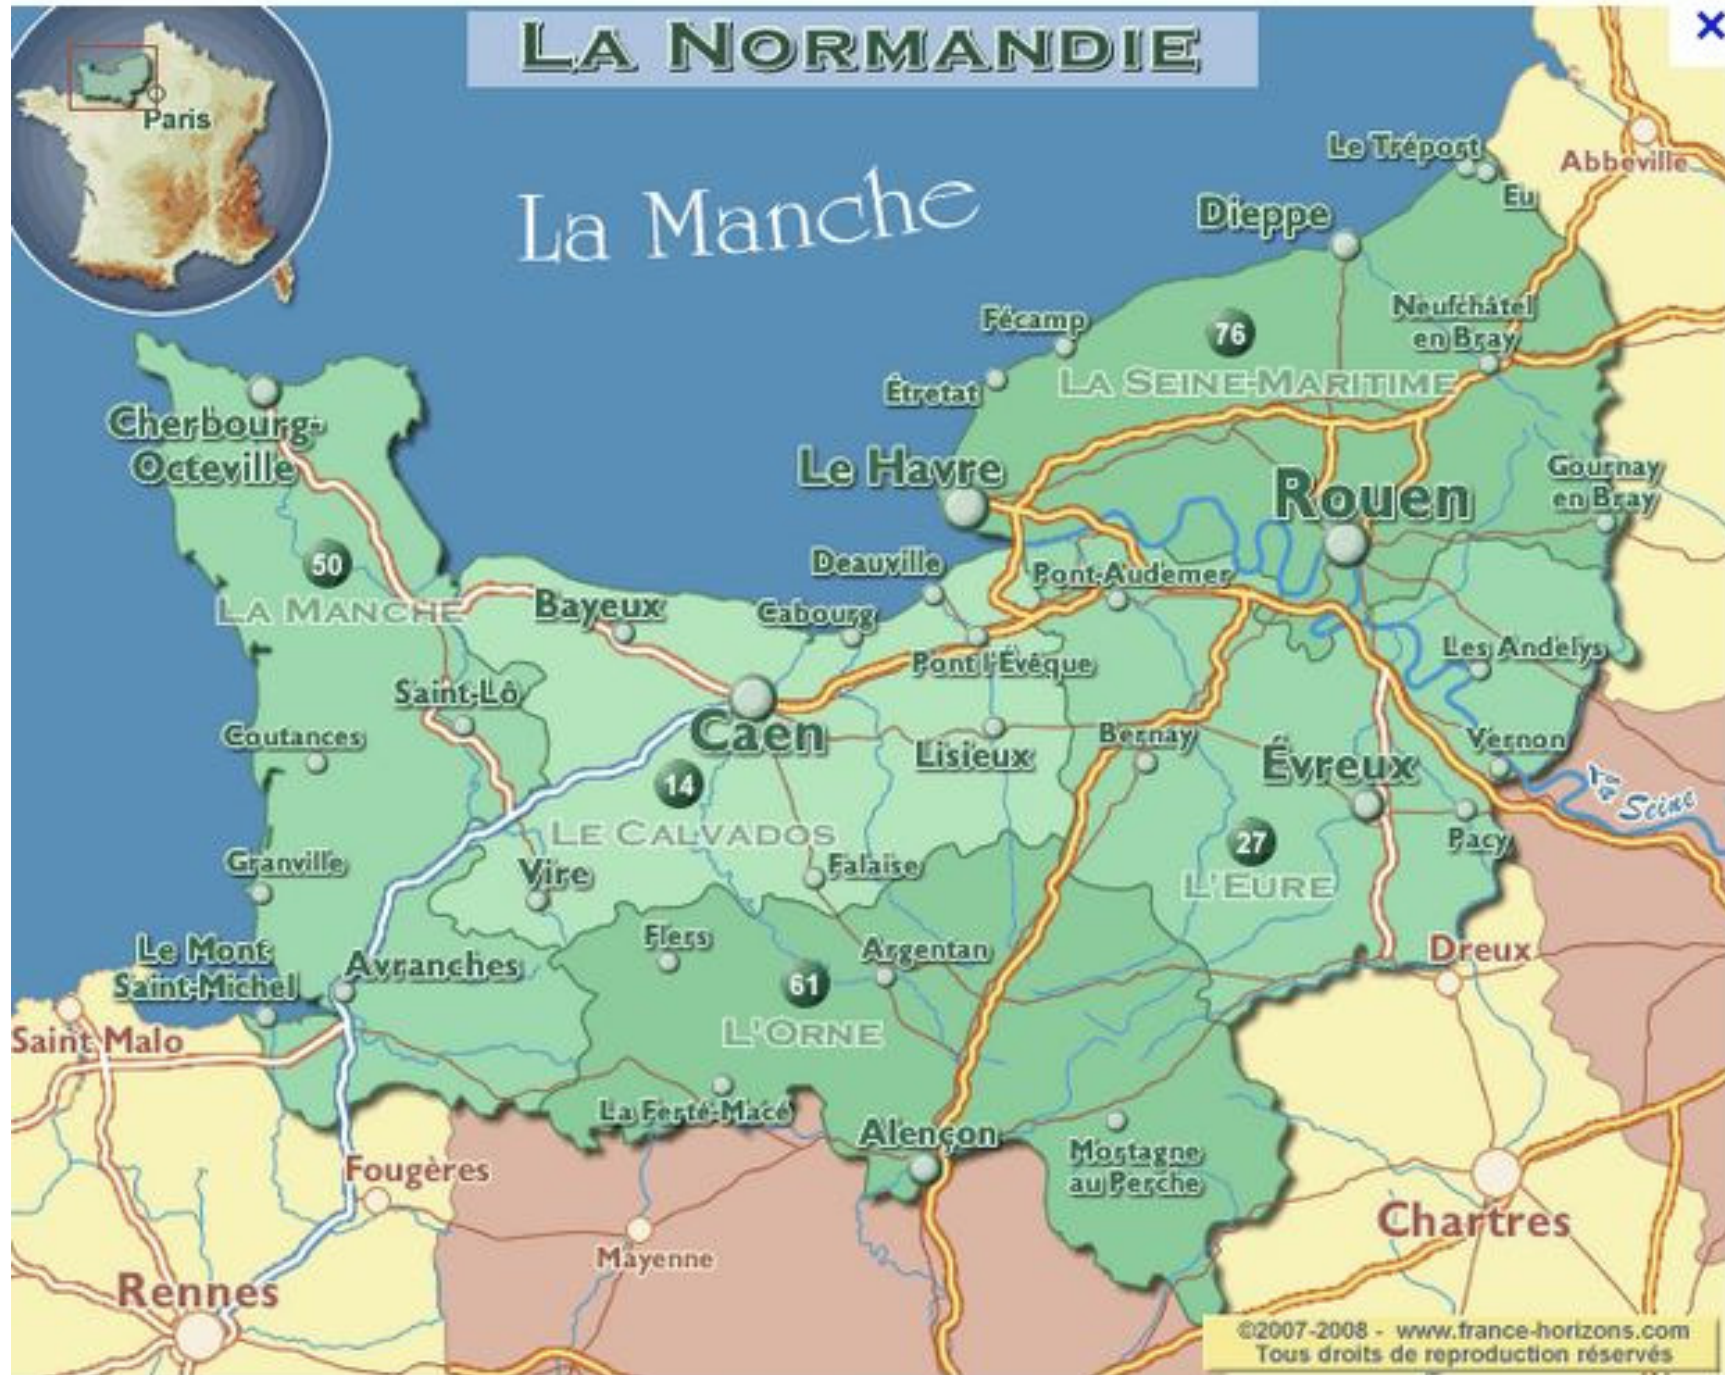 LA NORMANDIE
Paris
La Manche
Le Tréport
Abbeville
Eu
Dieppe
Neufchâtel
en Bray
Fécamp
76
LA SEINE-MARITIME
Étretat
Cherbourg-
Octeville
Le Havre
Rouen
Gournay
en Bray
50
LA MANCHE
Deauville
Pont-Audemer
Bayeux
Cabourg
Pont l'Évêque
Les Andelys
Saint-Lô
Coutances
Caen
Lisieux
Bernay
Évreux
Vernon
La Seine
14
LE CALVADOS
27
L'EURE
Pacy
Granville
Vire
Falaise
Le Mont
Saint-Michel
Avranches
Flers
Argentan
Dreux
61
L'ORNE
Saint Malo
La Ferté-Macé
Alençon
Mortagne
au Perche
Fougères
Mayenne
Chartres
Rennes
©2007-2008 - www.france-horizons.com
Tous droits de reproduction réservés